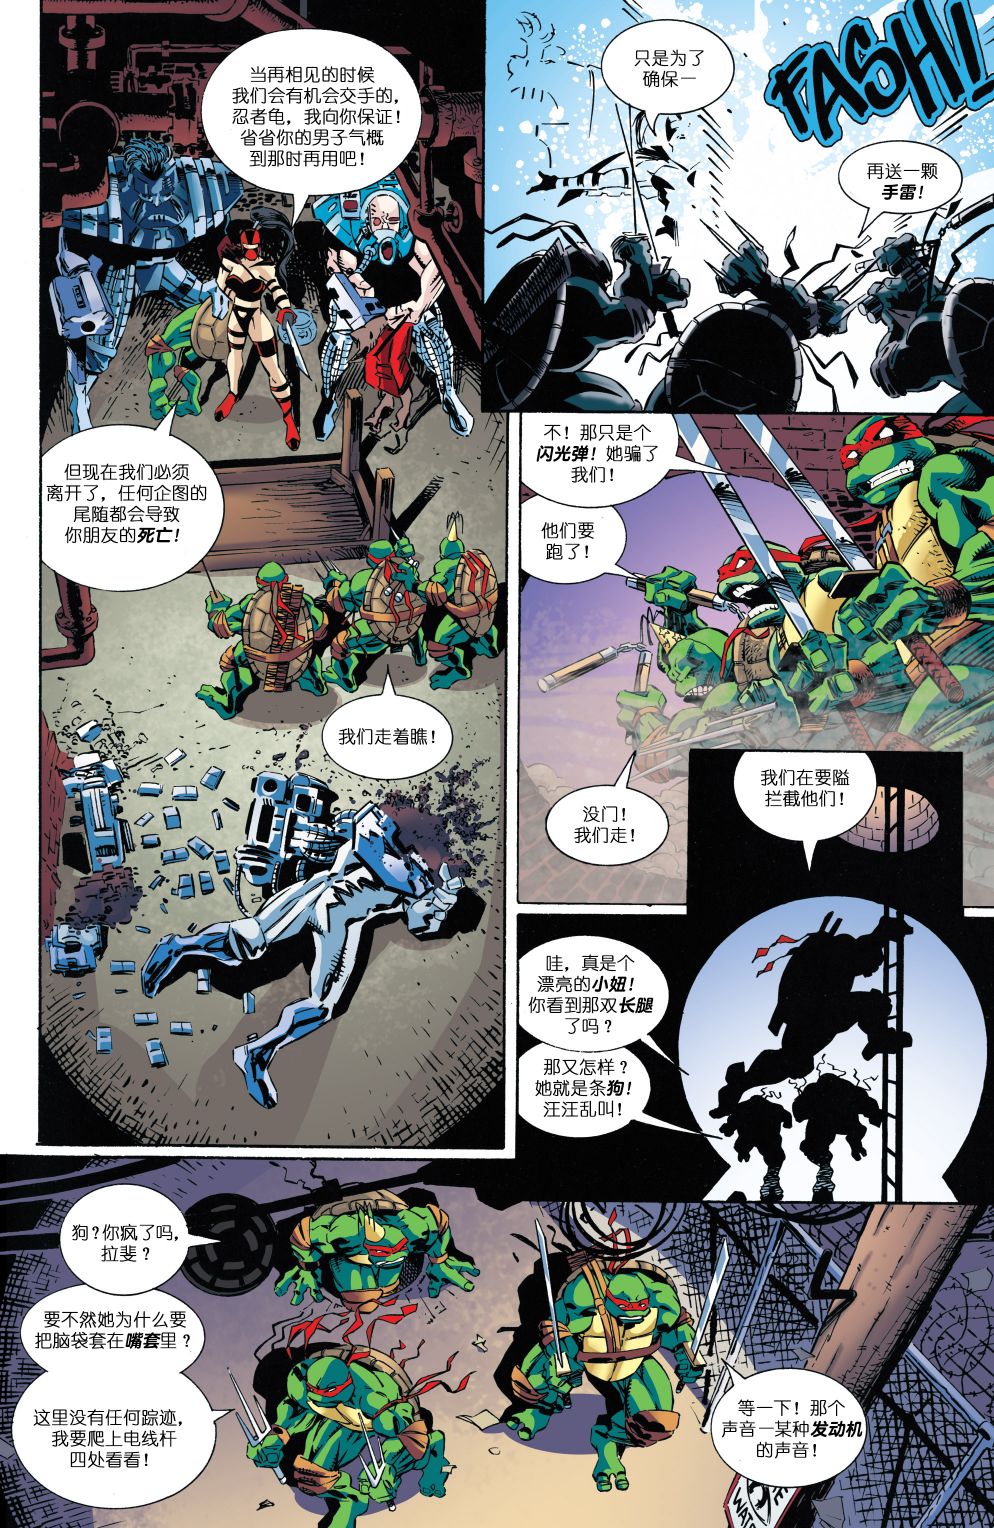 当再相见的时候
我们会有机会交手的，
忍者龟，我向你保证！
省省你的男子气概
到那时再用吧！
但现在我们必须
离开了，任何企图的
尾随都会导致
你朋友的死亡！
我们走着瞧！
只是为了
确保一
FASH!
再送一颗
手雷！
不！那只是个
闪光弹！她骗了
我们！
他们要
跑了！
没门！
我们走！
我们在要隘
拦截他们！
哇，真是个
漂亮的小妞！
你看到那双长腿
了吗？
那又怎样？
她就是条狗！
汪汪乱叫！
狗？你疯了吗，
拉斐？
要不然她为什么要
把脑袋套在嘴套里？
这里没有任何踪迹，
我要爬上电线杆
四处看看！
等一下！那个
声音一某种发动机
的声音！